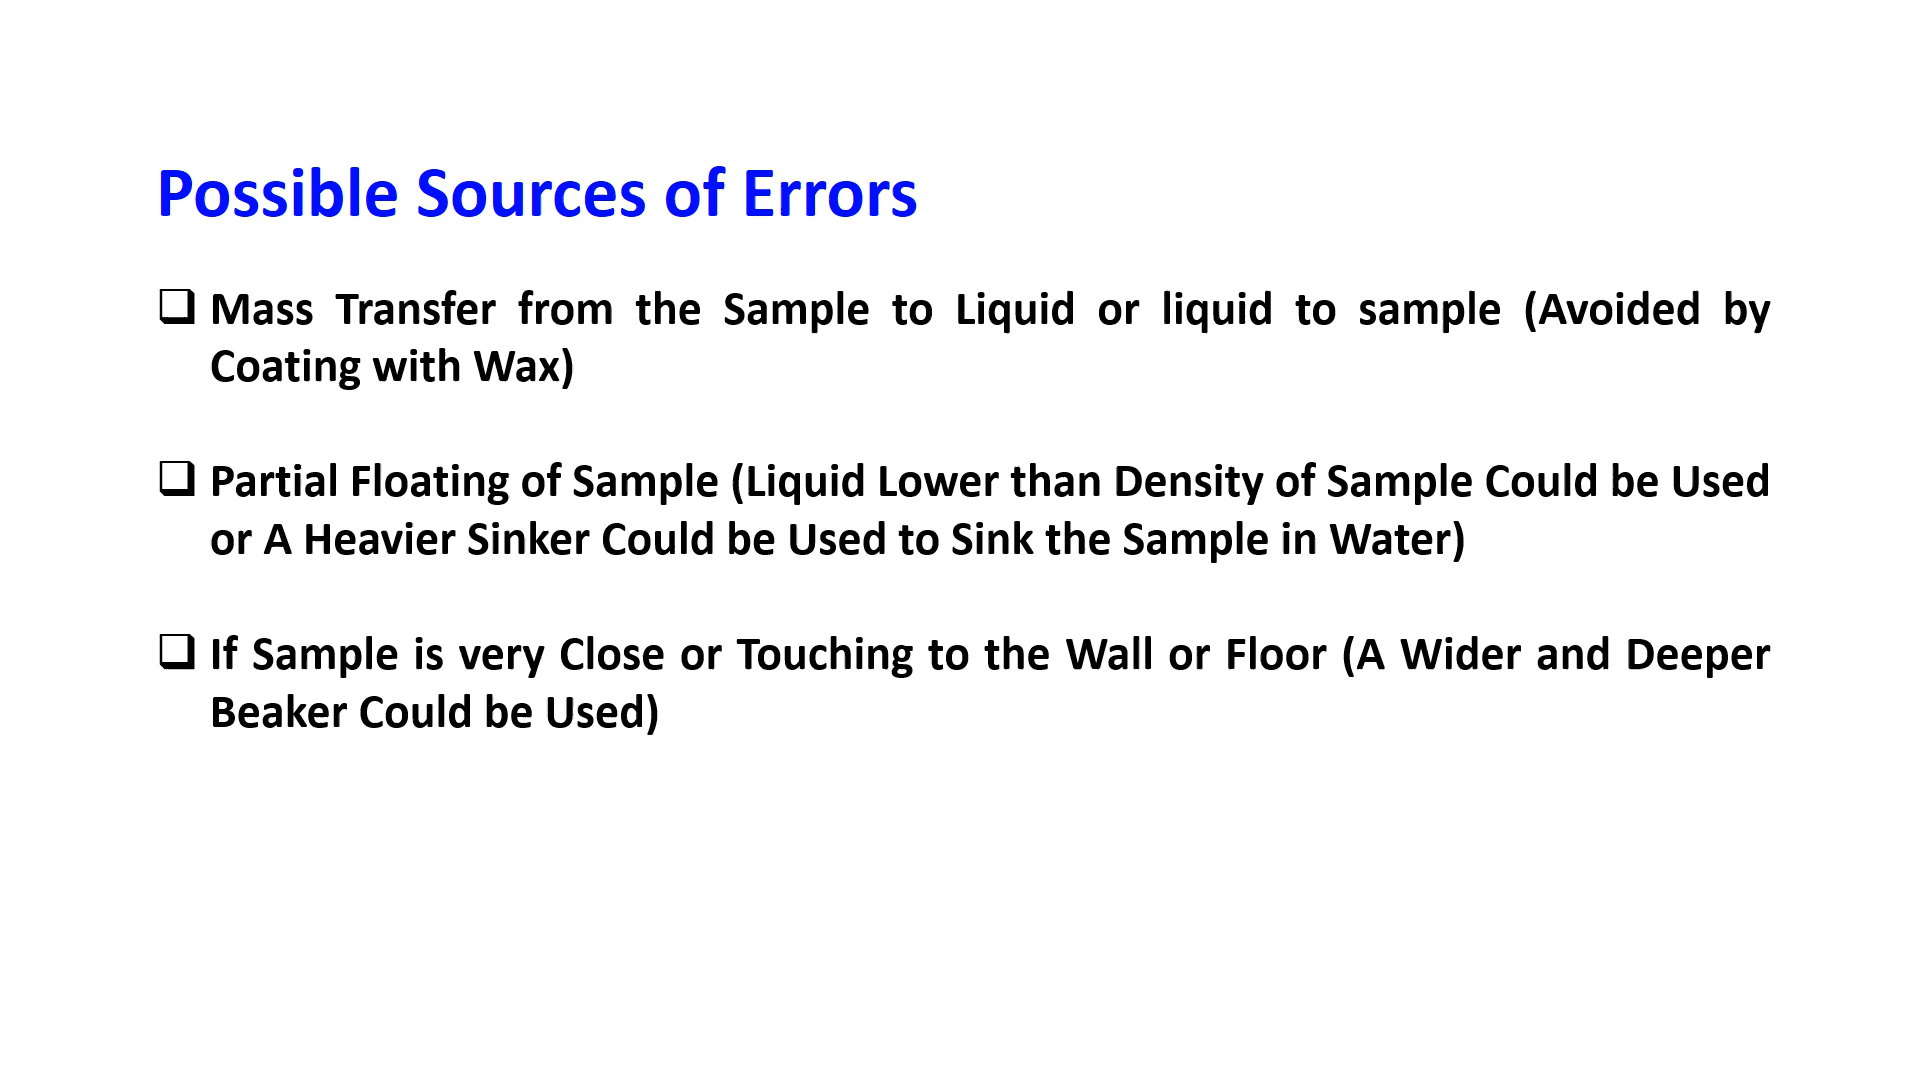 Possible Sources of Errors
❑ Mass Transfer from the Sample to Liquid or liquid to sample (Avoided by
Coating with Wax)
❑ Partial Floating of Sample (Liquid Lower than Density of Sample Could be Used
or A Heavier Sinker Could be Used to Sink the Sample in Water)
❑ If Sample is very Close or Touching to the Wall or Floor (A Wider and Deeper
Beaker Could be Used)